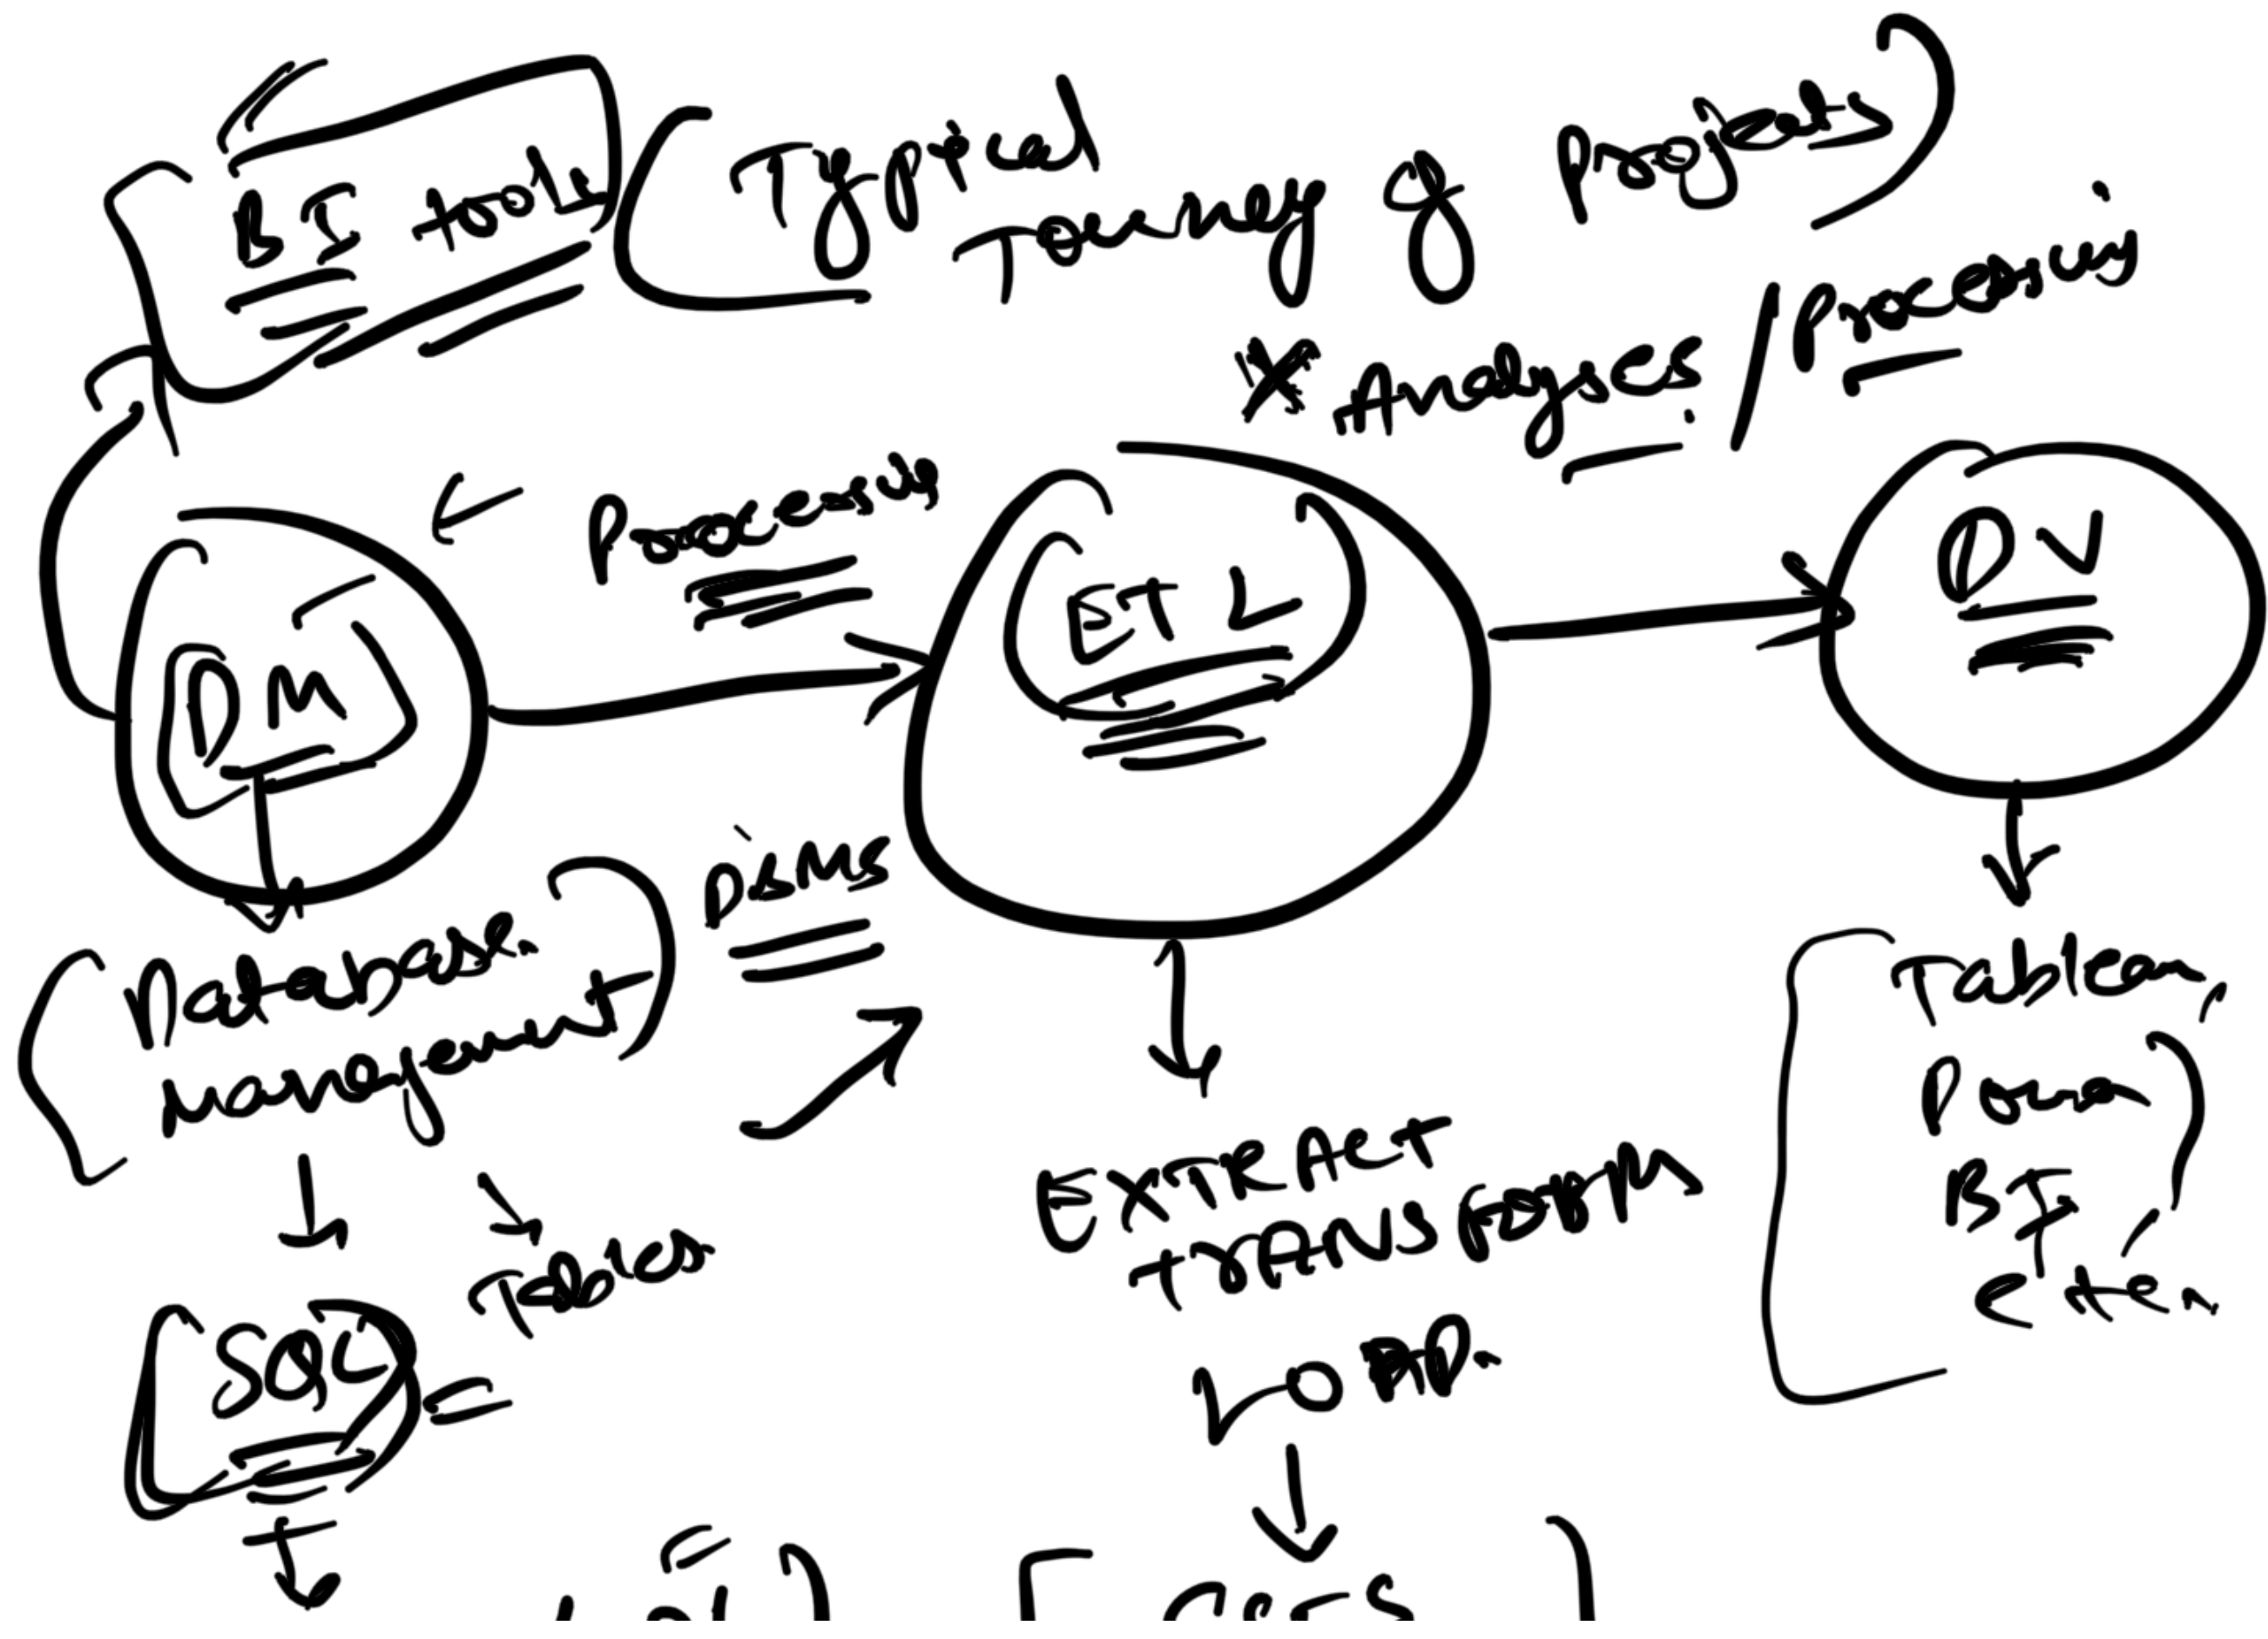 BI tools
Typical
Journey of Projects
* Analyses / Processing
Processing
DM
ETL
DV
Database
Management
DBMS
Tables
SQL
EXTRACT
TRANSFORM
LOAD
Tableau,
Power
BI,
etc.